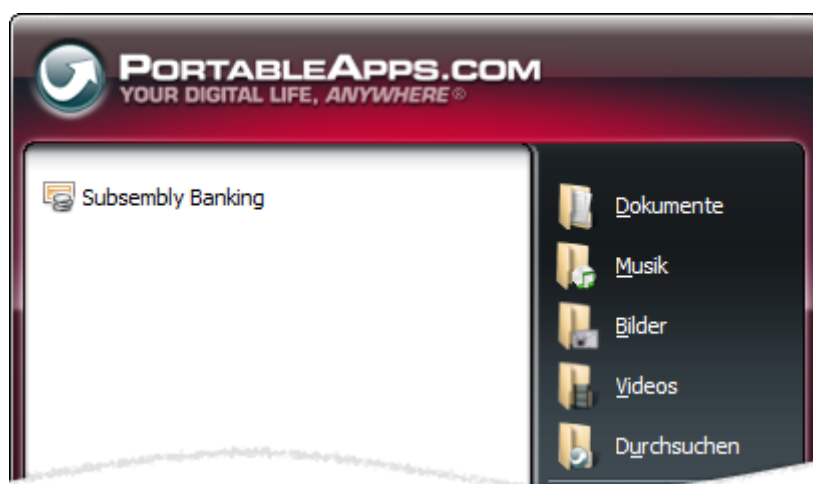 PORTABLEAPPS.COM
YOUR DIGITAL LIFE, ANYWHERE®
Subsembly Banking
Dokumente
Musik
Bilder
Videos
Durchsuchen